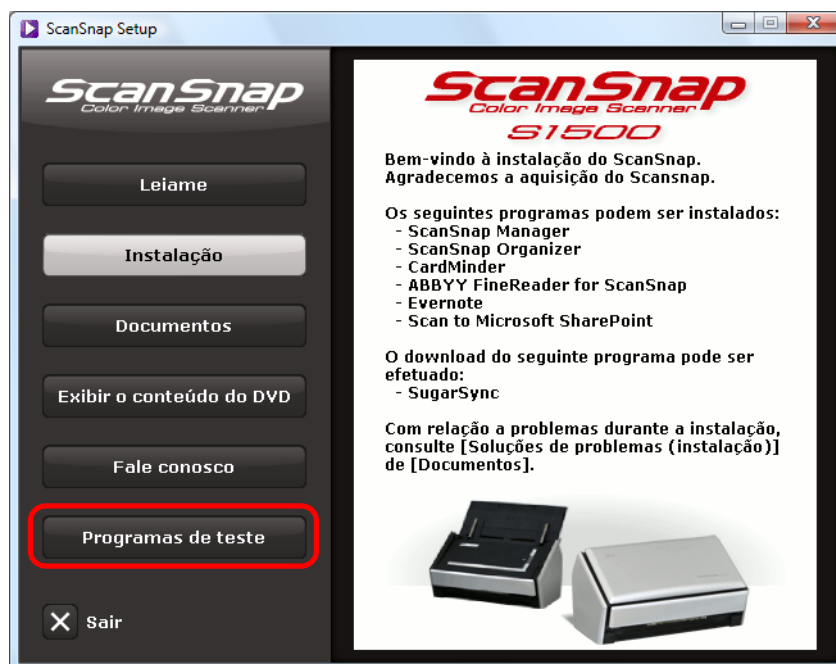 ScanSnap Setup
ScanSnap
Color Image Scanner
Leiame
Instalação
Documentos
Exibir o conteúdo do DVD
Fale conosco
Programas de teste
Sair
ScanSnap
Color Image Scanner
S1500
Bem-vindo à instalação do ScanSnap.
Agradecemos a aquisição do Scansnap.
Os seguintes programas podem ser instalados:
- ScanSnap Manager
- ScanSnap Organizer
- CardMinder
- ABBYY FineReader for ScanSnap
- Evernote
- Scan to Microsoft SharePoint
O download do seguinte programa pode ser
efetuado:
- SugarSync
Com relação a problemas durante a instalação,
consulte [Soluções de problemas (instalação)]
de [Documentos].